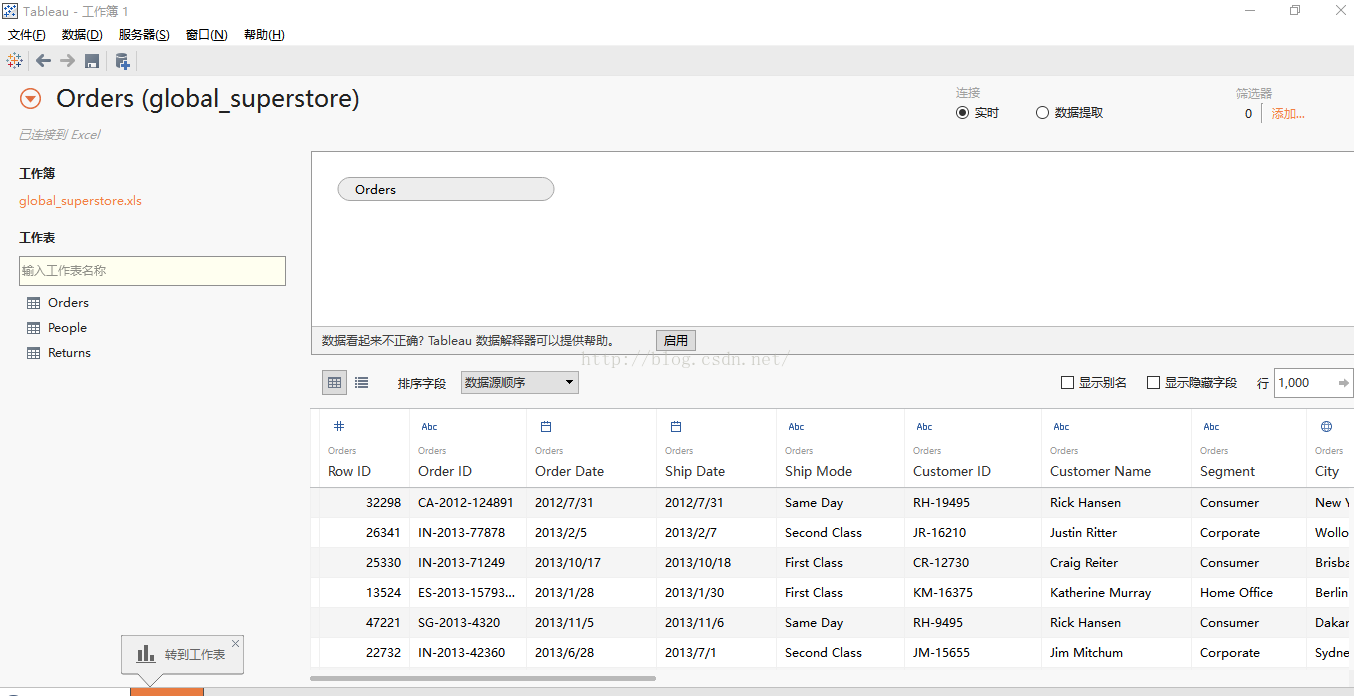 Tableau - 工作簿 1
文件(F) 数据(D) 服务器(S) 窗口(N) 帮助(H)
Orders (global_superstore)
连接
实时 数据提取
筛选器
0 添加...
已连接到 Excel
工作簿
global_superstore.xls
工作表
输入工作表名称
Orders
People
Returns
Orders
数据看起来不正确? Tableau 数据解释器可以提供帮助。 启用
http://blog.csdn.net/
排序字段 数据源顺序 显示别名 显示隐藏字段 行 1,000
# Abc Abc Abc Abc Abc
Orders Orders Orders Orders Orders Orders Orders Orders Orders
Row ID Order ID Order Date Ship Date Ship Mode Customer ID Customer Name Segment City
32298 CA-2012-124891 2012/7/31 2012/7/31 Same Day RH-19495 Rick Hansen Consumer New Y
26341 IN-2013-77878 2013/2/5 2013/2/7 Second Class JR-16210 Justin Ritter Corporate Wollo
25330 IN-2013-71249 2013/10/17 2013/10/18 First Class CR-12730 Craig Reiter Consumer Brisba
13524 ES-2013-15793... 2013/1/28 2013/1/30 First Class KM-16375 Katherine Murray Home Office Berlin
47221 SG-2013-4320 2013/11/5 2013/11/6 Same Day RH-9495 Rick Hansen Consumer Dakar
22732 IN-2013-42360 2013/6/28 2013/7/1 Second Class JM-15655 Jim Mitchum Corporate Sydne
转到工作表